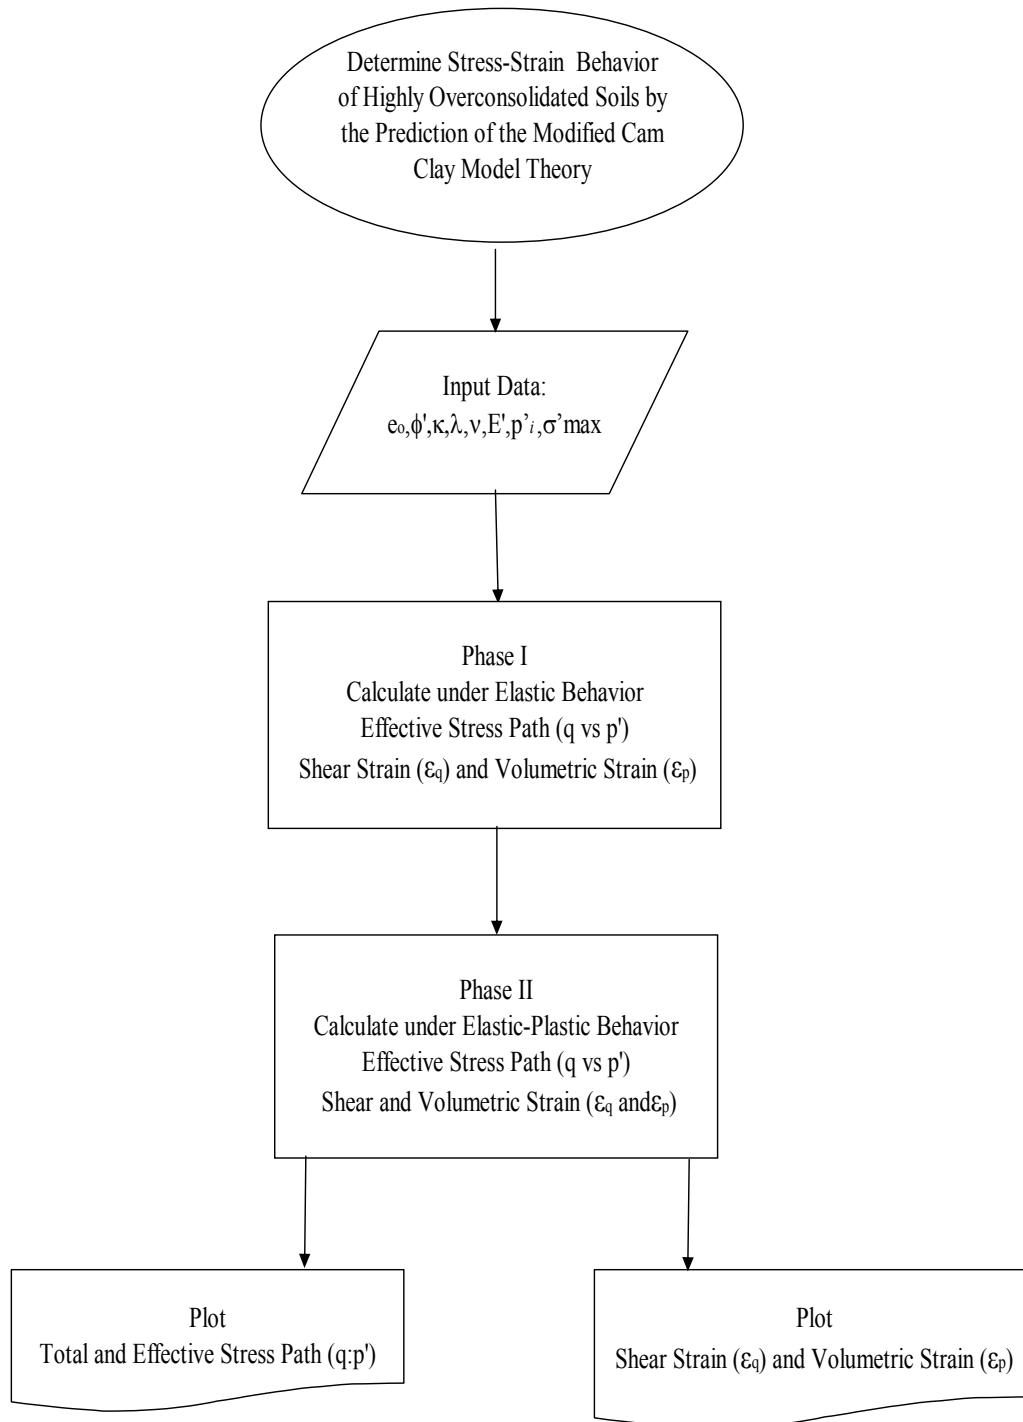 Determine Stress-Strain Behavior
of Highly Overconsolidated Soils by
the Prediction of the Modified Cam
Clay Model Theory
Input Data:
eo,ϕ',κ,λ,ν,E',p’i,σ’max
Phase I
Calculate under Elastic Behavior
Effective Stress Path (q vs p')
Shear Strain (εq) and Volumetric Strain (εp)
Phase II
Calculate under Elastic-Plastic Behavior
Effective Stress Path (q vs p')
Shear and Volumetric Strain (εq andεp)
Plot
Total and Effective Stress Path (q:p')
Plot
Shear Strain (εq) and Volumetric Strain (εp)